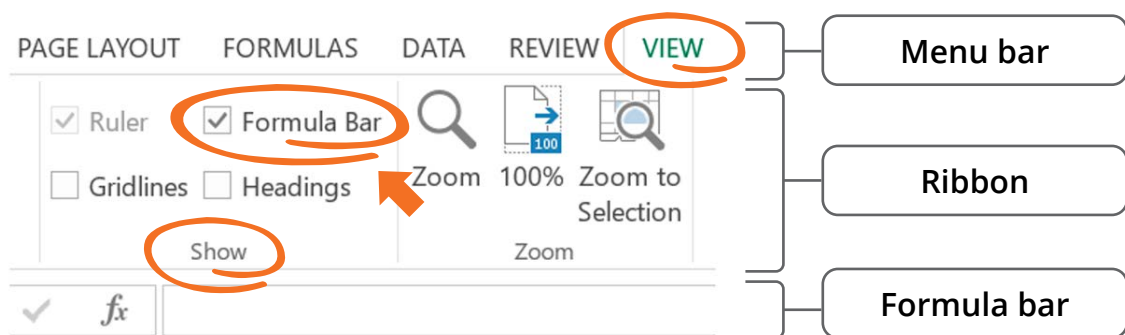 PAGE LAYOUT FORMULAS DATA REVIEW VIEW
Menu bar
Ruler Formula Bar
Gridlines Headings
Zoom 100% Zoom to
Selection
100
Show Zoom
Ribbon
fx
Formula bar